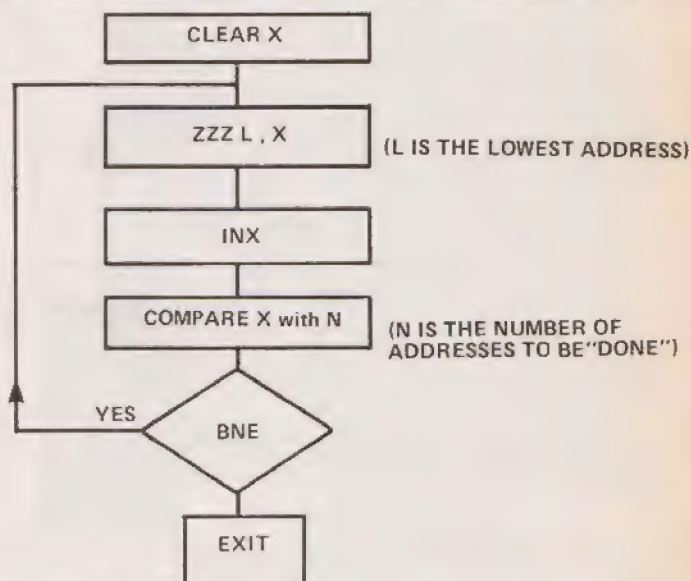 CLEAR X
ZZZ L , X
(L IS THE LOWEST ADDRESS)
INX
COMPARE X with N
(N IS THE NUMBER OF
ADDRESSES TO BE"DONE")
YES
BNE
EXIT